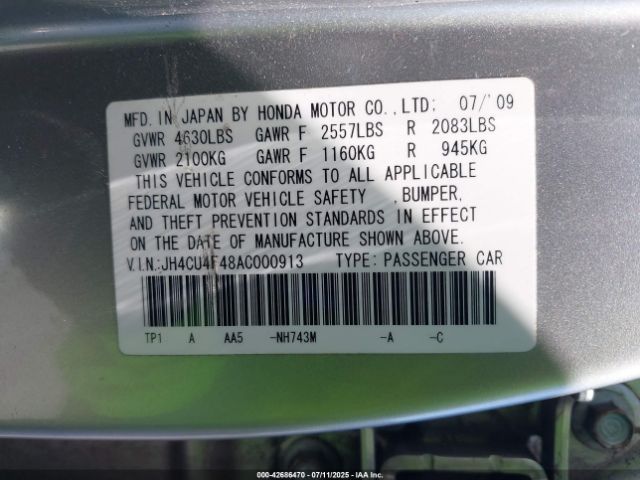 MFD. IN JAPAN BY HONDA MOTOR CO., LTD: 07/'09
GVWR 4630LBS GAWR F 2557LBS R 2083LBS
GVWR 2100KG GAWR F 1160KG R 945KG
THIS VEHICLE CONFORMS TO ALL APPLICABLE
FEDERAL MOTOR VEHICLE SAFETY , BUMPER,
AND THEFT PREVENTION STANDARDS IN EFFECT
ON THE DATE OF MANUFACTURE SHOWN ABOVE.
V.I.N.:JH4CU4F48AC000913 TYPE: PASSENGER CAR
TP1 A AA5 -NH743M -A -C
000-42686470 - 07/11/2025 - IAA Inc.